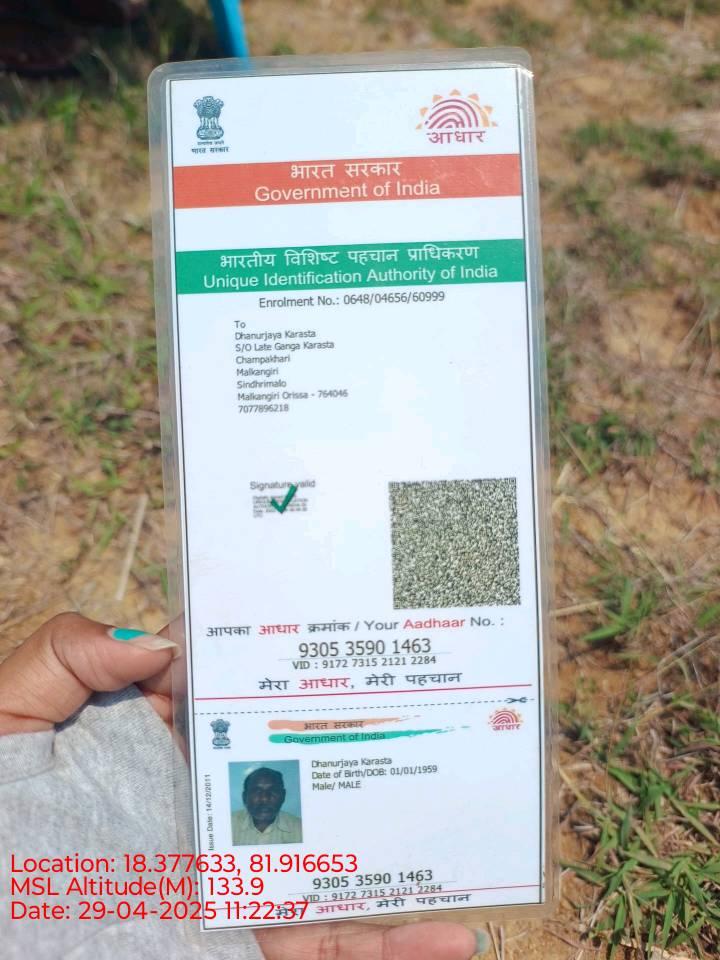 भारत सरकार
आधार
भारत सरकार
Government of India
भारतीय विशिष्ट पहचान प्राधिकरण
Unique Identification Authority of India
Enrolment No.: 0648/04656/60999
To
Dhanurjaya Karasta
S/O Late Ganga Karasta
Champakhari
Malkangiri
Sindhrimalo
Malkangiri Orissa - 764046
7077896218
Signature valid
आपका आधार क्रमांक / Your Aadhaar No. :
9305 3590 1463
VID : 9172 7315 2121 2284
मेरा आधार, मेरी पहचान
भारत सरकार
Government of India
आधार
Dhanurjaya Karasta
Date of Birth/DOB: 01/01/1959
Male/ MALE
Issue Date: 14/12/2011
9305 3590 1463
VID : 9172 7315 2121 2284
मेरा आधार, मेरी पहचान
Location: 18.377633, 81.916653
MSL Altitude(M): 133.9
Date: 29-04-2025 11:22:37